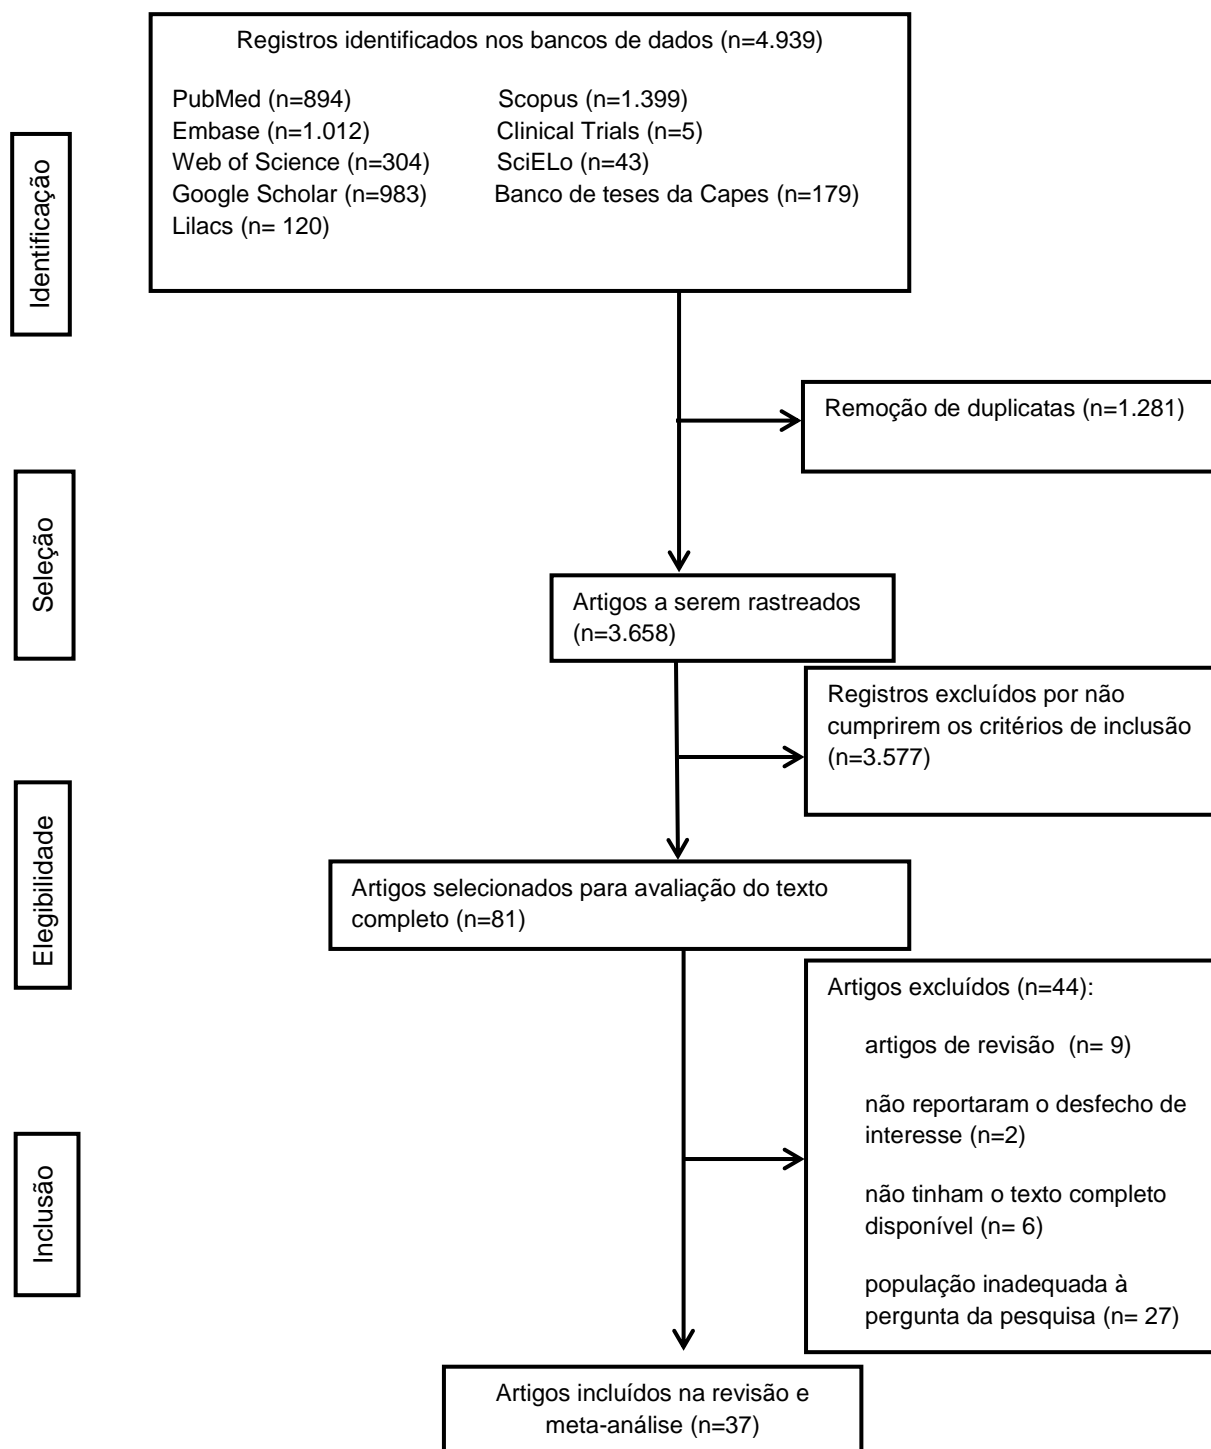 Registros identificados nos bancos de dados (n=4.939)
PubMed (n=894)
Scopus (n=1.399)
Embase (n=1.012)
Clinical Trials (n=5)
Web of Science (n=304)
SciELo (n=43)
Google Scholar (n=983)
Banco de teses da Capes (n=179)
Lilacs (n= 120)
Identificação
Remoção de duplicatas (n=1.281)
Seleção
Artigos a serem rastreados
(n=3.658)
Registros excluídos por não
cumprirem os critérios de inclusão
(n=3.577)
Elegibilidade
Artigos selecionados para avaliação do texto
completo (n=81)
Artigos excluídos (n=44):
artigos de revisão  (n= 9)
não reportaram o desfecho de
interesse (n=2)
não tinham o texto completo
disponível (n= 6)
população inadequada à
pergunta da pesquisa (n= 27)
Inclusão
Artigos incluídos na revisão e
meta-análise (n=37)